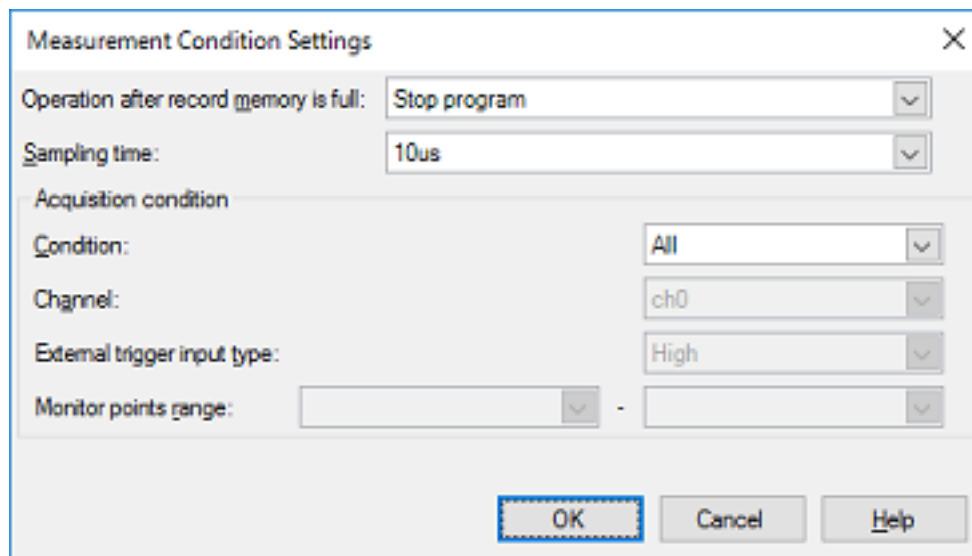 Measurement Condition Settings
Operation after record memory is full: Stop program
Sampling time: 10us
Acquisition condition
Condition: All
Channel: ch0
External trigger input type: High
Monitor points range: -
OK Cancel Help